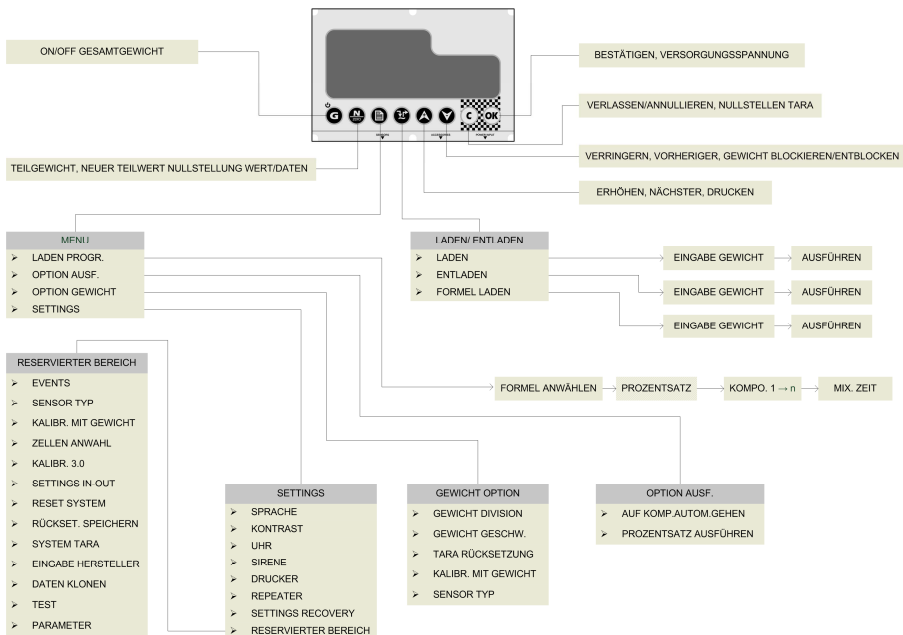 ON/OFF GESAMTGEWICHT
BESTÄTIGEN, VERSORGUNGSSPANNUNG
VERLASSEN/ANNULLIEREN, NULLSTELLEN TARA
G
N
A
C
OK
VERRINGERN, VORHERIGER, GEWICHT BLOCKIEREN/ENTBLOCKEN
TEILGEWICHT, NEUER TEILWERT NULLSTELLUNG WERT/DATEN
ERHÖHEN, NÄCHSTER, DRUCKEN
MENU
➢ LADEN PROGR.
➢ OPTION AUSF.
➢ OPTION GEWICHT
➢ SETTINGS
LADEN/ ENTLADEN
➢ LADEN
➢ ENTLADEN
➢ FORMEL LADEN
EINGABE GEWICHT → AUSFÜHREN
EINGABE GEWICHT → AUSFÜHREN
EINGABE GEWICHT → AUSFÜHREN
FORMEL ANWÄHLEN → PROZENTSATZ → KOMPO. 1 → n → MIX. ZEIT
RESERVIERTER BEREICH
➢ EVENTS
➢ SENSOR TYP
➢ KALIBR. MIT GEWICHT
➢ ZELLEN ANWAHL
➢ KALIBR. 3.0
➢ SETTINGS IN-OUT
➢ RESET SYSTEM
➢ RÜCKSET. SPEICHERN
➢ SYSTEM TARA
➢ EINGABE HERSTELLER
➢ DATEN KLONEN
➢ TEST
➢ PARAMETER
SETTINGS
➢ SPRACHE
➢ KONTRAST
➢ UHR
➢ SIRENE
➢ DRUCKER
➢ REPEATER
➢ SETTINGS RECOVERY
➢ RESERVIERTER BEREICH
GEWICHT OPTION
➢ GEWICHT DIVISION
➢ GEWICHT GESCHW.
➢ TARA RÜCKSETZUNG
➢ KALIBR. MIT GEWICHT
➢ SENSOR TYP
OPTION AUSF.
➢ AUF KOMP.AUTOM.GEHEN
➢ PROZENTSATZ AUSFÜHREN